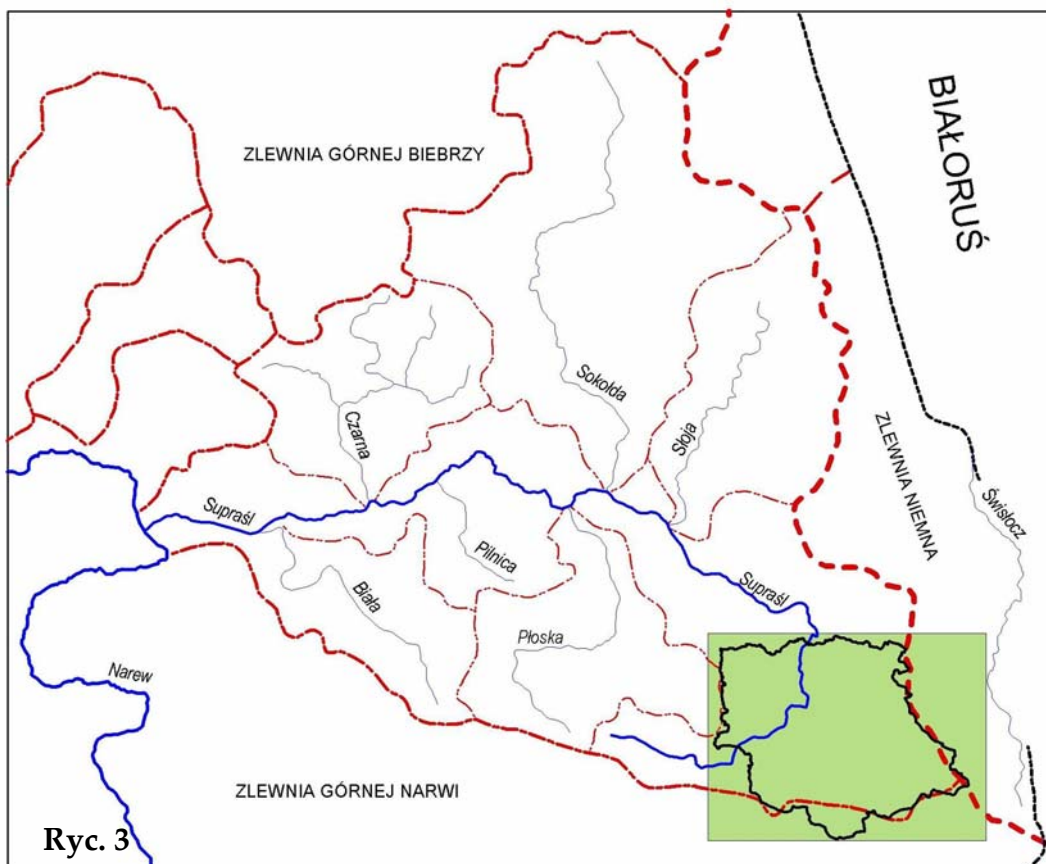 BIAŁORUŚ
ZLEWNIA GÓRNEJ BIEBRZY
Sokołda
Czarna
Słoja
ZLEWNIA NIEMNA
Świsłocz
Supraśl
Pilnica
Supraśl
Biała
Płoska
Narew
ZLEWNIA GÓRNEJ NARWI
Ryc. 3